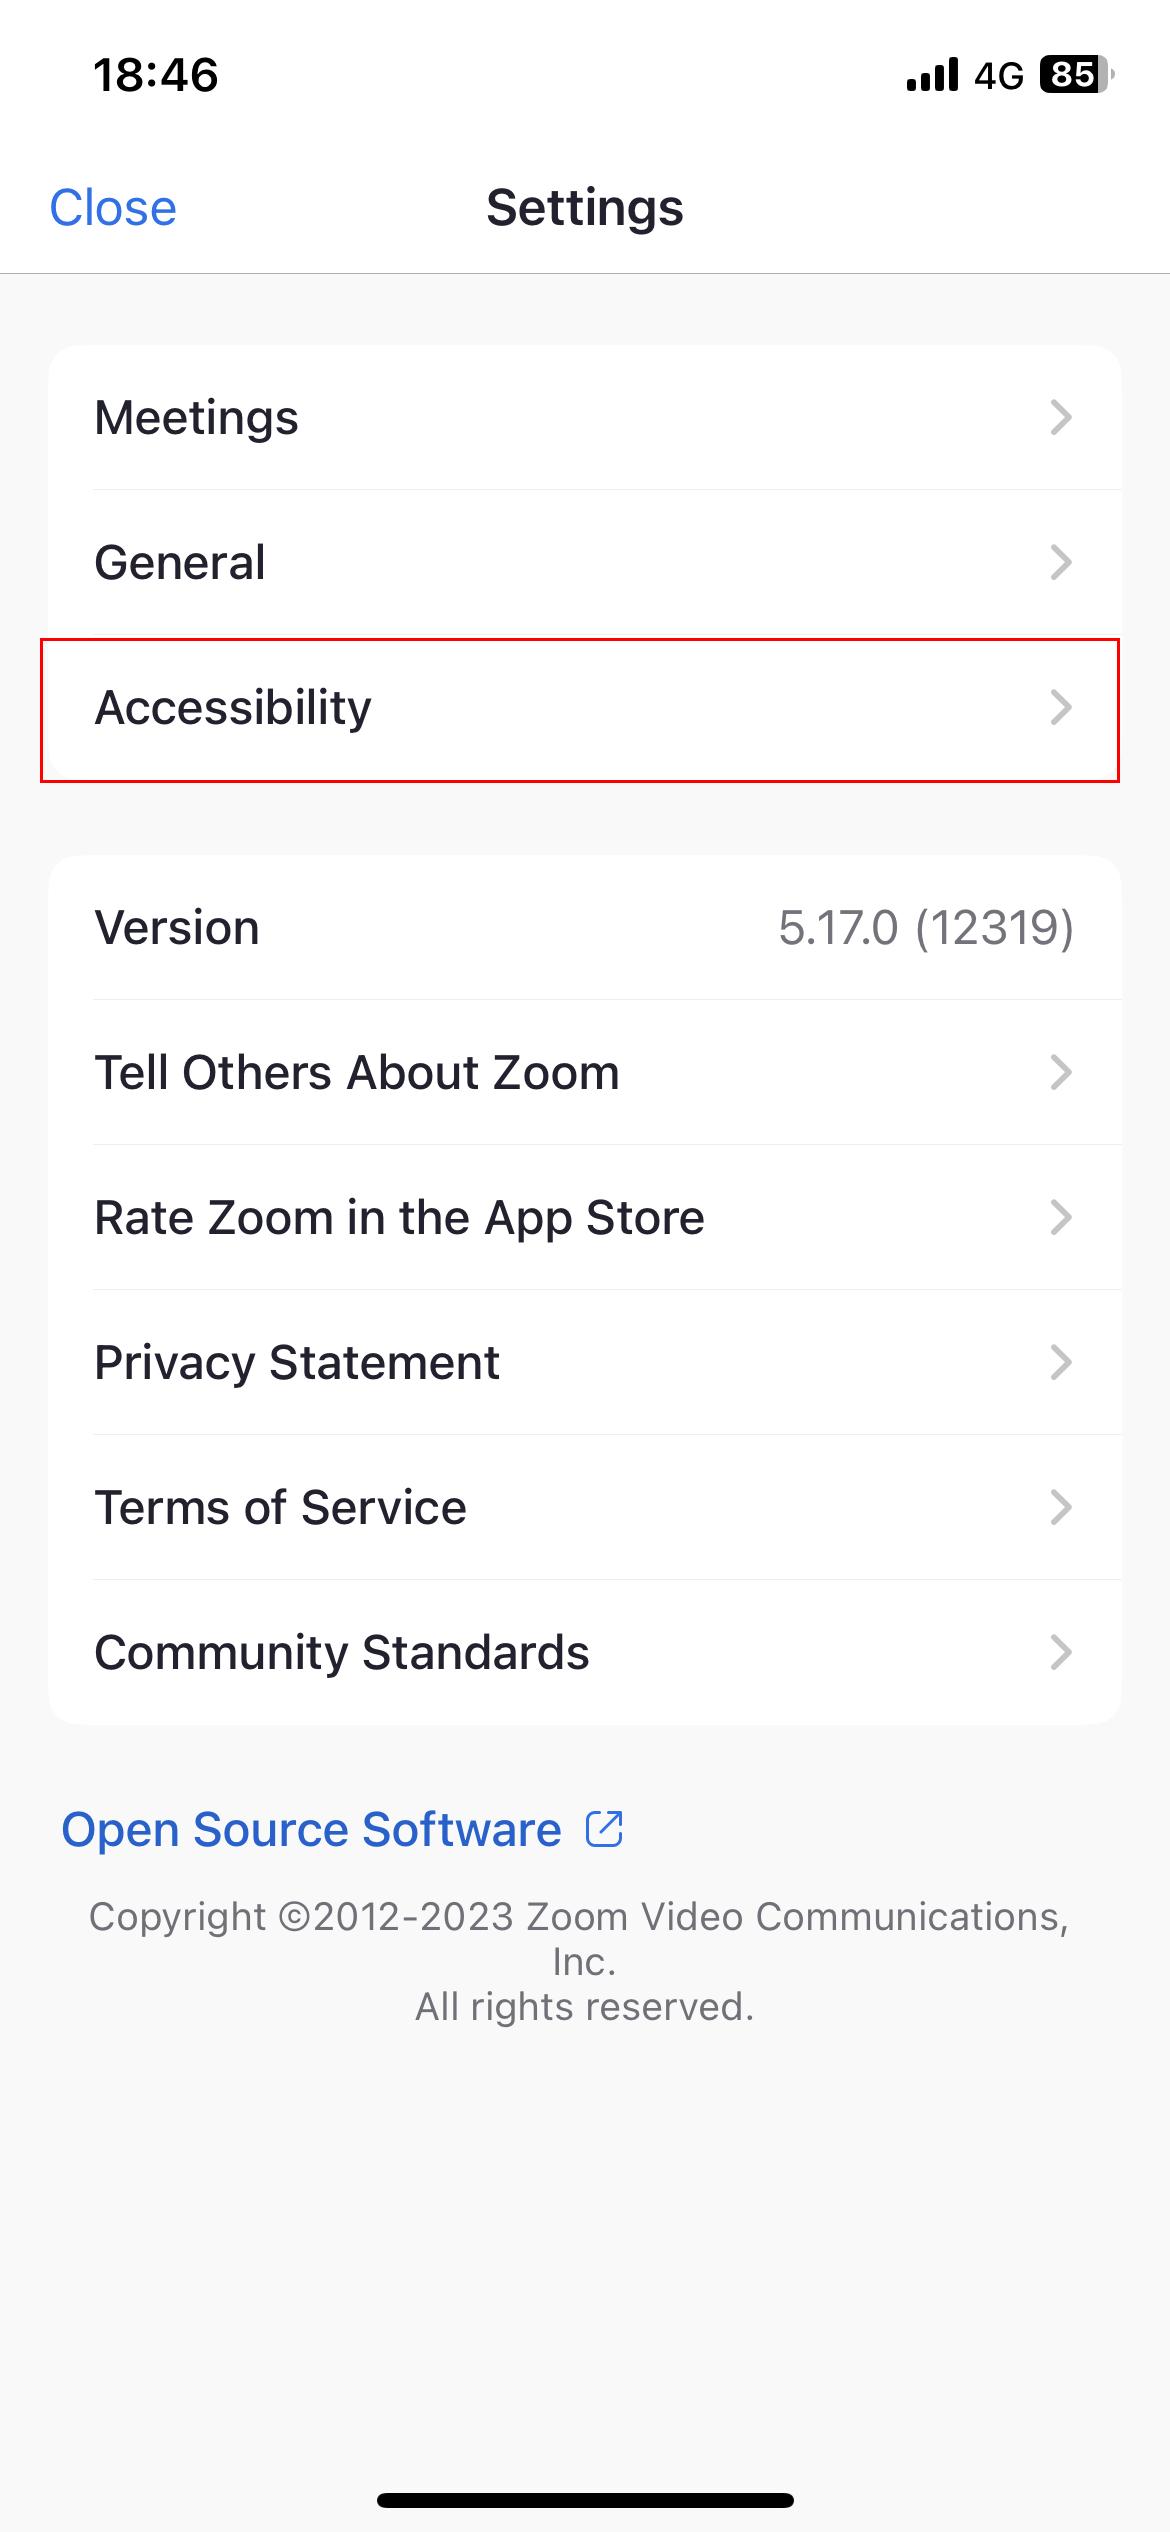 18:46 4G 85
Close Settings
Meetings
General
Accessibility
Version 5.17.0 (12319)
Tell Others About Zoom
Rate Zoom in the App Store
Privacy Statement
Terms of Service
Community Standards
Open Source Software
Copyright ©2012-2023 Zoom Video Communications,
Inc.
All rights reserved.